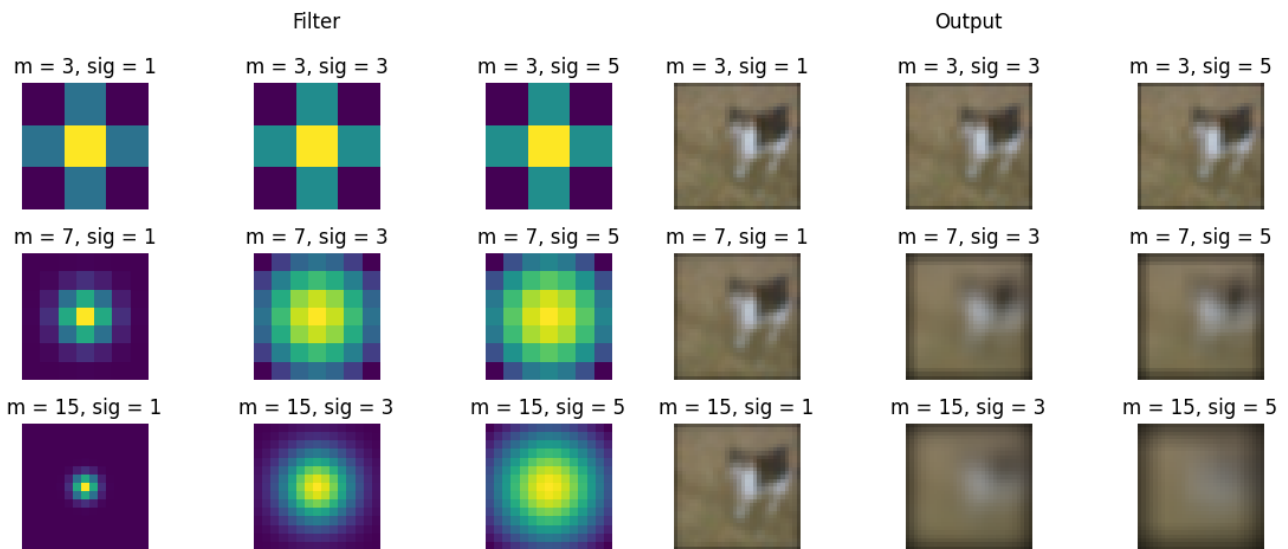 Filter Output
m = 3, sig = 1 m = 3, sig = 3 m = 3, sig = 5 m = 3, sig = 1 m = 3, sig = 3 m = 3, sig = 5
m = 7, sig = 1 m = 7, sig = 3 m = 7, sig = 5 m = 7, sig = 1 m = 7, sig = 3 m = 7, sig = 5
m = 15, sig = 1 m = 15, sig = 3 m = 15, sig = 5 m = 15, sig = 1 m = 15, sig = 3 m = 15, sig = 5